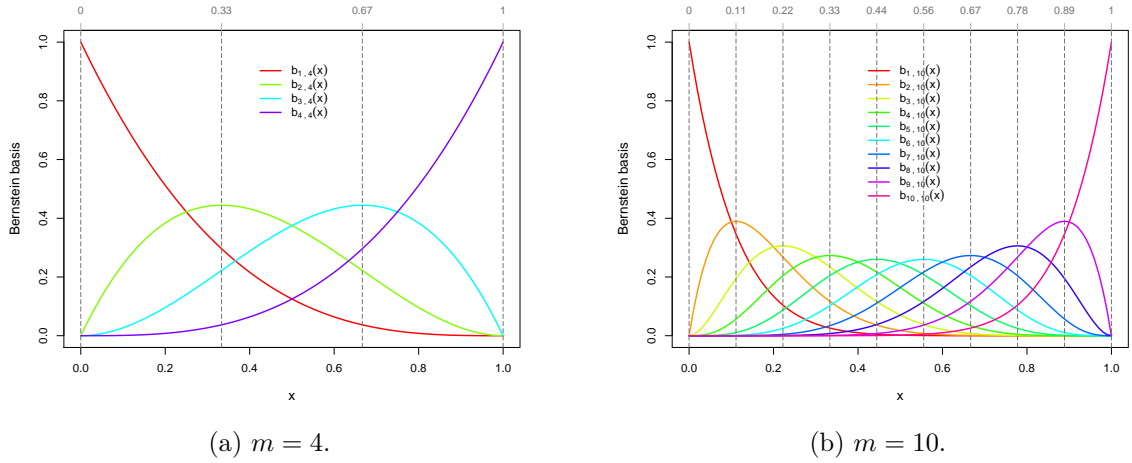 0 0.33 0.67 1
1.0
0.8
0.6
0.4
0.2
0.0
Bernstein basis
b1,4(x)
b2,4(x)
b3,4(x)
b4,4(x)
0.0 0.2 0.4 0.6 0.8 1.0
x
(a) m = 4.
0 0.11 0.22 0.33 0.44 0.56 0.67 0.78 0.89 1
1.0
0.8
0.6
0.4
0.2
0.0
Bernstein basis
b1,10(x)
b2,10(x)
b3,10(x)
b4,10(x)
b5,10(x)
b6,10(x)
b7,10(x)
b8,10(x)
b9,10(x)
b10,10(x)
0.0 0.2 0.4 0.6 0.8 1.0
x
(b) m = 10.